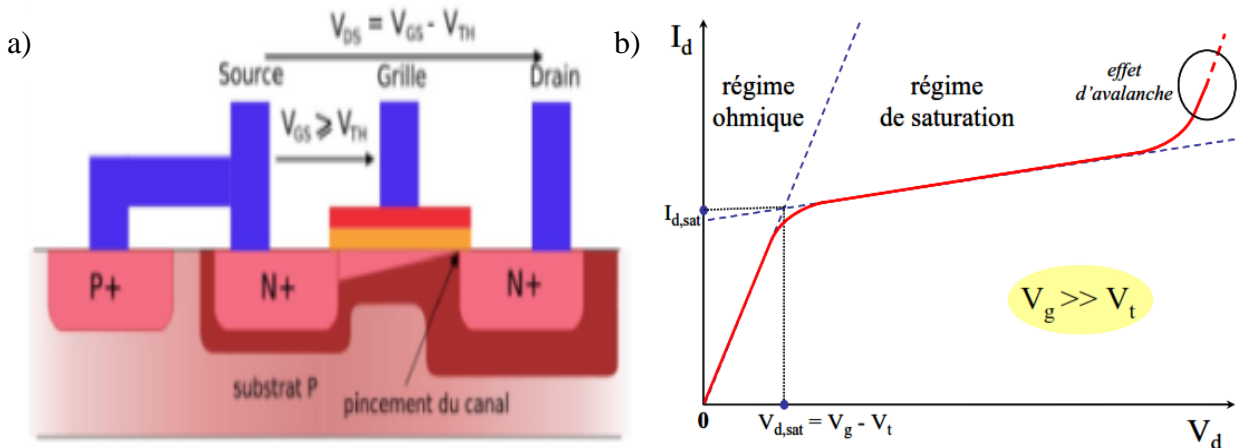 a)
V_DS = V_GS - V_TH
Source
Grille
Drain
V_GS ⩾ V_TH
P+
N+
N+
substrat P
pincement du canal
b)
I_d
régime
ohmique
régime
de saturation
effet
d'avalanche
I_d,sat
V_g >> V_t
0
V_d,sat = V_g - V_t
V_d